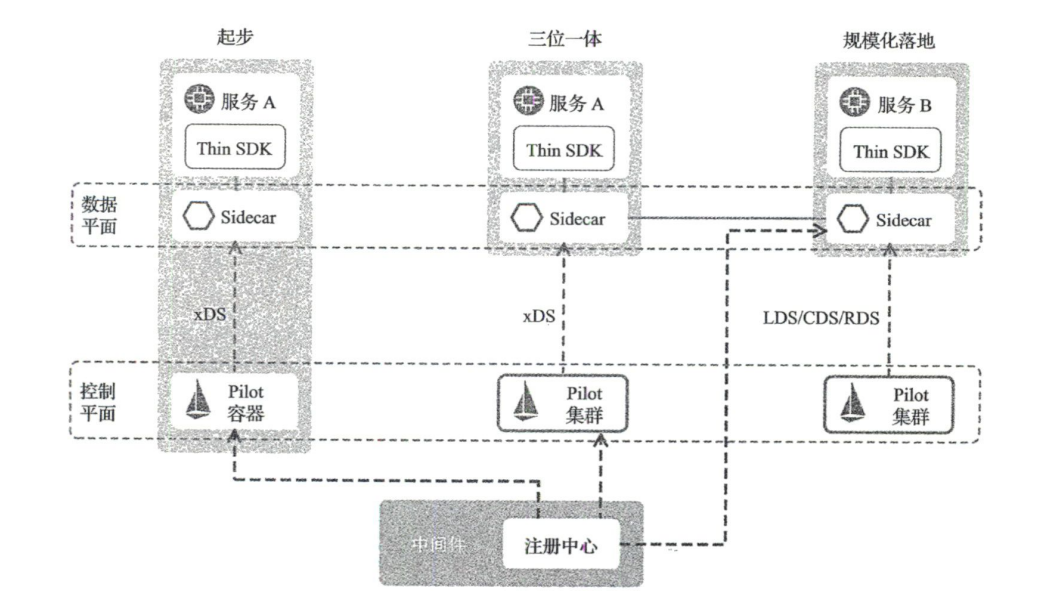 起步
三位一体
规模化落地
服务 A
服务 A
服务 B
Thin SDK
Thin SDK
Thin SDK
数据
平面
Sidecar
Sidecar
Sidecar
xDS
xDS
LDS/CDS/RDS
控制
平面
Pilot
容器
Pilot
集群
Pilot
集群
中间件
注册中心